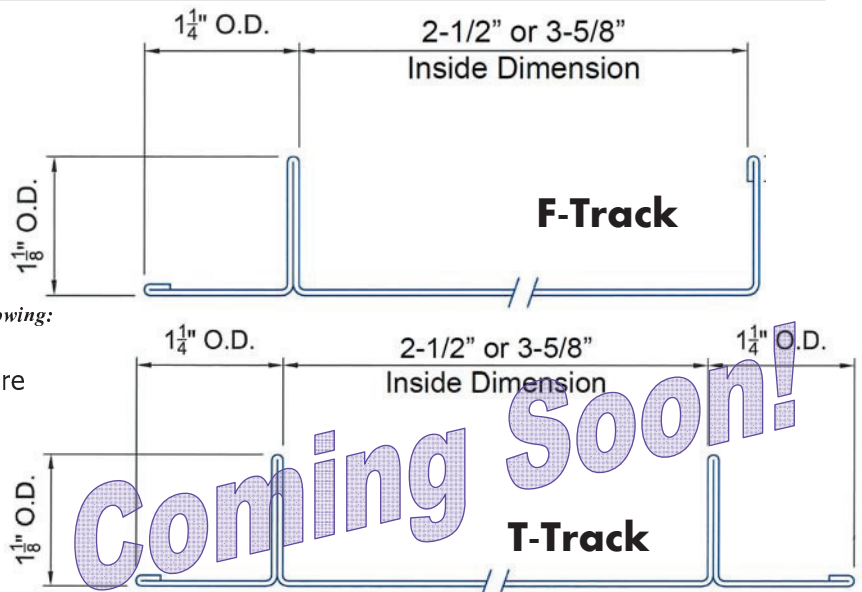 1¼" O.D.
2-1/2” or 3-5/8”
Inside Dimension
1⅛" O.D.
F-Track
owing:
1¼" O.D.
2-1/2” or 3-5/8”
Inside Dimension
1¼" O.D.
re
Coming Soon!
1⅛" O.D.
T-Track